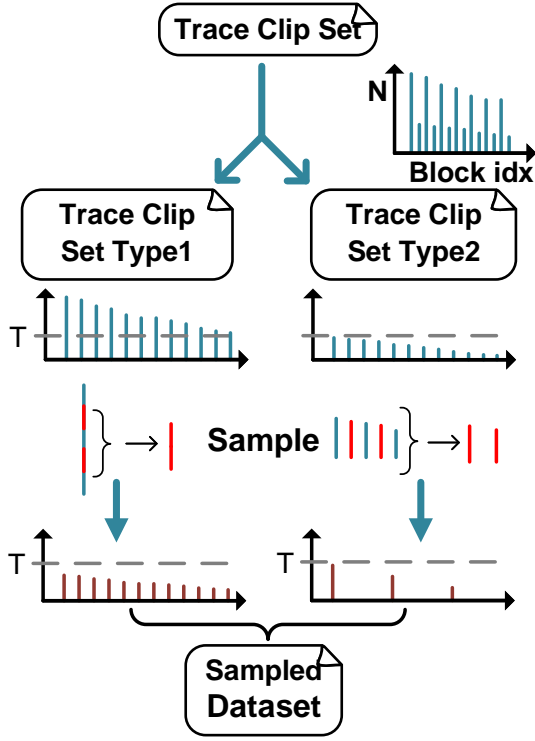 Trace Clip Set
N
Block idx
Trace Clip
Set Type1
Trace Clip
Set Type2
T
Sample
T
T
Sampled
Dataset